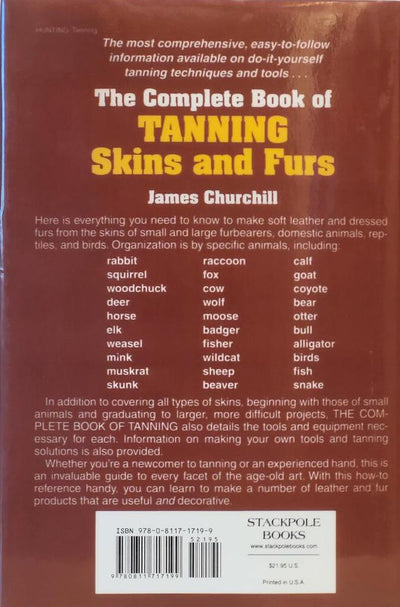 HUNTING: Tanning
The most comprehensive, easy-to-follow
information available on do-it-yourself
tanning techniques and tools . . .
The Complete Book of
TANNING
Skins and Furs
James Churchill
Here is everything you need to know to make soft leather and dressed
furs from the skins of small and large furbearers, domestic animals, rep-
tiles, and birds. Organization is by specific animals, including:
rabbit raccoon calf
squirrel fox goat
woodchuck cow coyote
deer wolf bear
horse moose otter
elk badger bull
weasel fisher alligator
mink wildcat birds
muskrat sheep fish
skunk beaver snake
In addition to covering all types of skins, beginning with those of small
animals and graduating to larger, more difficult projects, THE COM-
PLETE BOOK OF TANNING also details the tools and equipment nec-
essary for each. Information on making your own tools and tanning
solutions is also provided.
Whether you're a newcomer to tanning or an experienced hand, this is
an invaluable guide to every facet of the age-old art. With this how-to
reference handy, you can learn to make a number of leather and fur
products that are useful and decorative.
ISBN 978-0-8117-1719-9
52195
9 780811 717199
STACKPOLE
BOOKS
www.stackpolebooks.com
$21.95 U.S.
Printed in U.S.A.